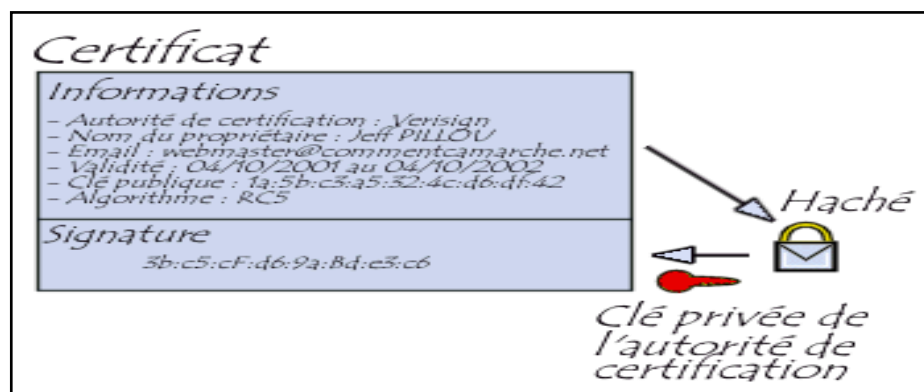 Certificat
Informations
- Autorité de certification : Verisign
- Nom du propriétaire : Jeff PILLOU
- Email : webmaster@commentcamarche.net
- Validité : 04/10/2001 au 04/10/2002
- Clé publique : 1a:5b:c3:a5:32:4c:d6:df:42
- Algorithme : RC5
Signature
3b:c5:cF:d6:9a:Bd:e3:c6
Haché
Clé privée de
l'autorité de
certification